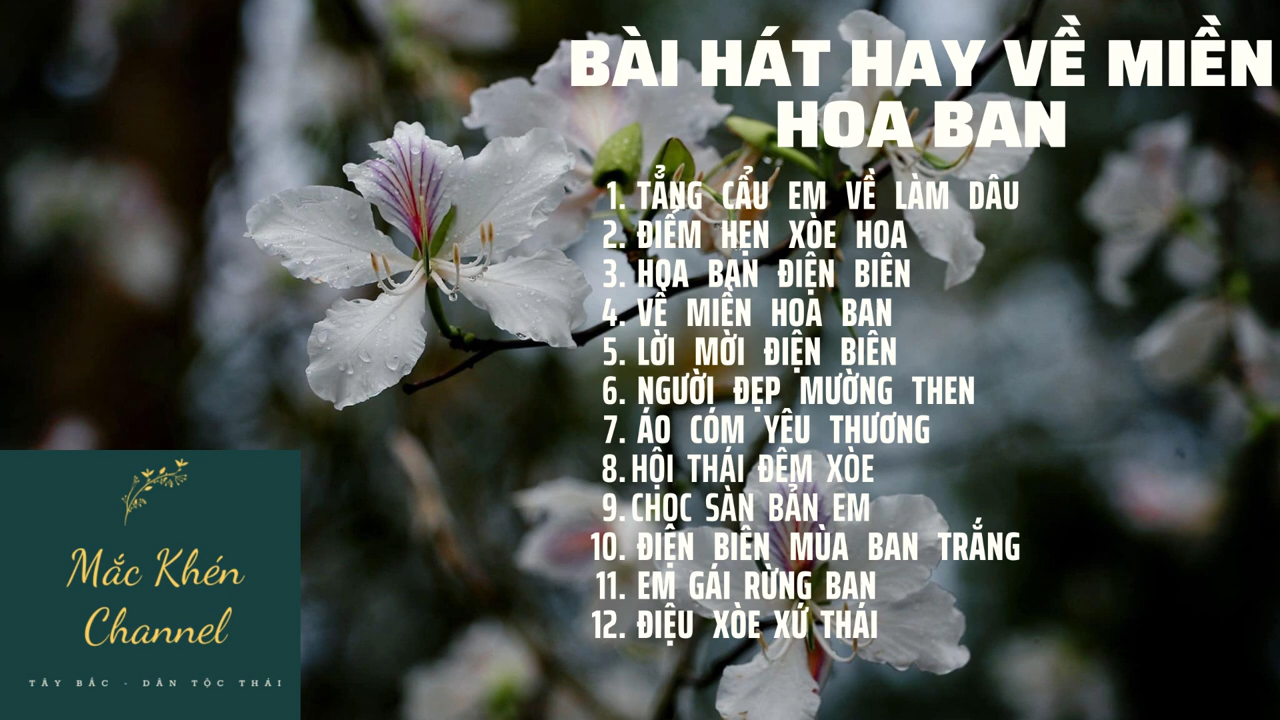 BÀI HÁT HAY VỀ MIỀN
HOA BAN
1. TẲNG CẨU EM VỀ LÀM DÂU
2. ĐIỂM HẸN XÒE HOA
3. HOA BAN ĐIỆN BIÊN
4. VỀ MIỀN HOA BAN
5. LỜI MỜI ĐIỆN BIÊN
6. NGƯỜI ĐẸP MƯỜNG THEN
7. ÁO CÓM YÊU THƯƠNG
8. HỘI THÁI ĐÊM XÒE
9. CHỌC SÀN BẢN EM
10. ĐIỆN BIÊN MÙA BAN TRẮNG
11. EM GÁI RỪNG BAN
12. ĐIỆU XÒE XỨ THÁI
Mắc Khén
Channel
TÂY BẮC - DÂN TỘC THÁI